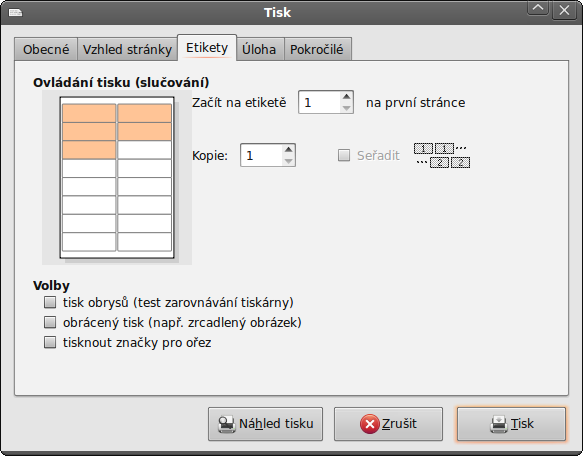 Tisk
Obecné Vzhled stránky Etikety Úloha Pokročilé
Ovládání tisku (slučování)
Začít na etiketě 1 na první stránce
Kopie: 1 Seřadit 1 1 ...
... 2 2
Volby
tisk obrysů (test zarovnávání tiskárny)
obrácený tisk (např. zrcadlený obrázek)
tisknout značky pro ořez
Náhled tisku Zrušit Tisk